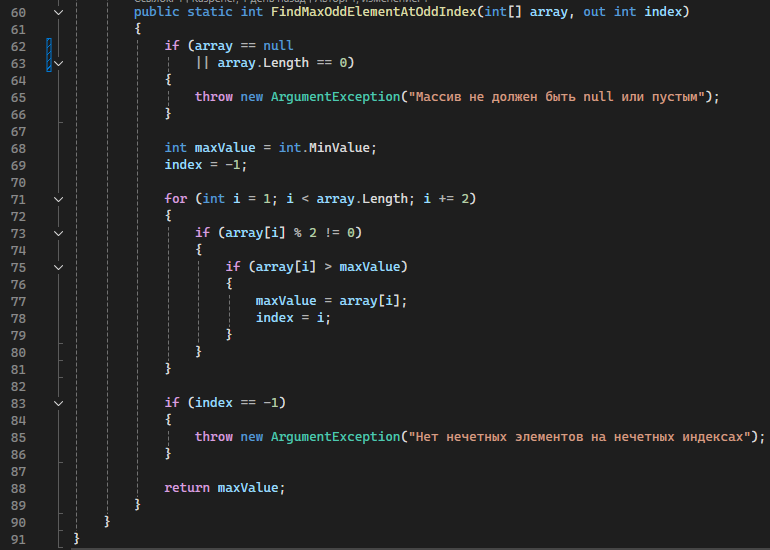 60 public static int FindMaxOddElementAtOddIndex(int[] array, out int index)
61 {
62 if (array == null
63 || array.Length == 0)
64 {
65 throw new ArgumentException("Массив не должен быть null или пустым");
66 }
67
68 int maxValue = int.MinValue;
69 index = -1;
70
71 for (int i = 1; i < array.Length; i += 2)
72 {
73 if (array[i] % 2 != 0)
74 {
75 if (array[i] > maxValue)
76 {
77 maxValue = array[i];
78 index = i;
79 }
80 }
81 }
82
83 if (index == -1)
84 {
85 throw new ArgumentException("Нет нечетных элементов на нечетных индексах");
86 }
87
88 return maxValue;
89 }
90 }
91 }